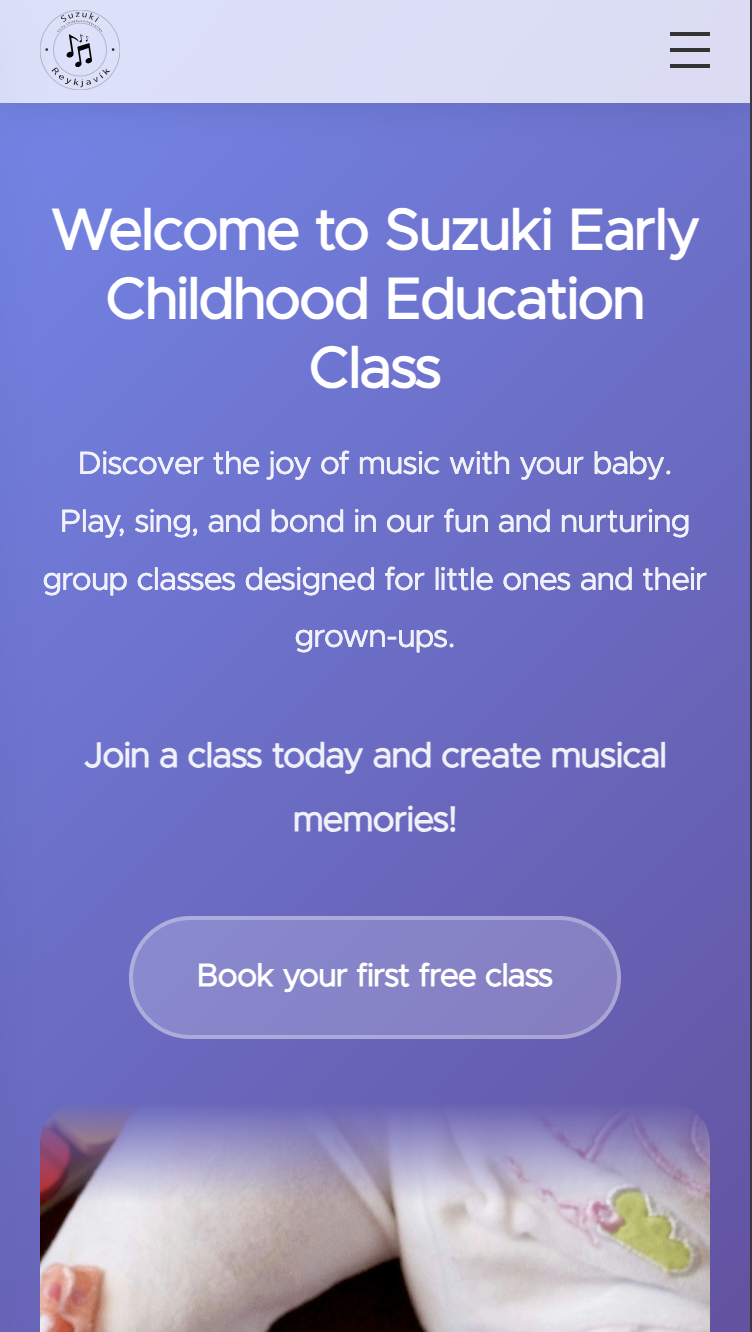 Suzuki
Reykjavík
Welcome to Suzuki Early
Childhood Education
Class
Discover the joy of music with your baby.
Play, sing, and bond in our fun and nurturing
group classes designed for little ones and their
grown-ups.
Join a class today and create musical
memories!
Book your first free class